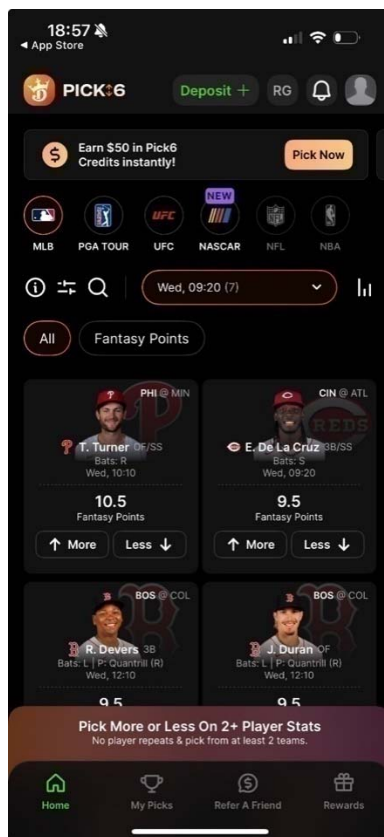 18:57
◀ App Store
PICK6
Deposit +
RG
Earn $50 in Pick6
Credits instantly!
Pick Now
NEW
MLB
PGA TOUR
UFC
NASCAR
NFL
NBA
Wed, 09:20 (7)
All
Fantasy Points
PHI @ MIN
T. Turner OF/SS
Bats: R
Wed, 10:10
10.5
Fantasy Points
↑ More
Less ↓
CIN @ ATL
REDS
E. De La Cruz 3B/SS
Bats: S
Wed, 09:20
9.5
Fantasy Points
↑ More
Less ↓
BOS @ COL
R. Devers 3B
Bats: L | P: Quantrill (R)
Wed, 12:10
9.5
BOS @ COL
J. Duran OF
Bats: L | P: Quantrill (R)
Wed, 12:10
9.5
Pick More or Less On 2+ Player Stats
No player repeats & pick from at least 2 teams.
Home
My Picks
Refer A Friend
Rewards